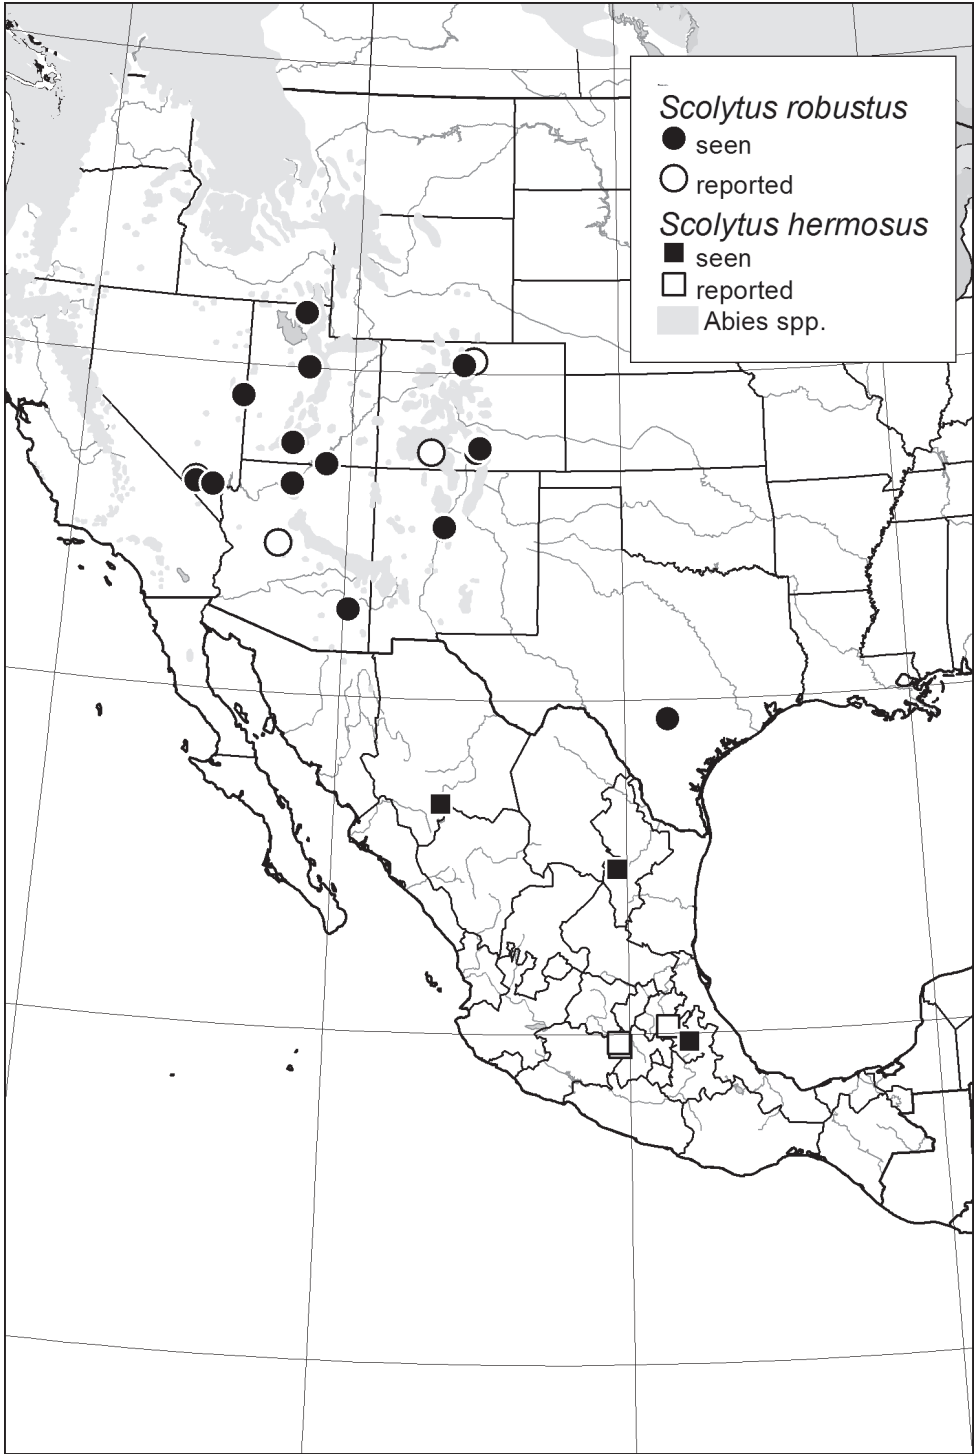 Scolytus robustus
seen
reported
Scolytus hermosus
seen
reported
Abies spp.